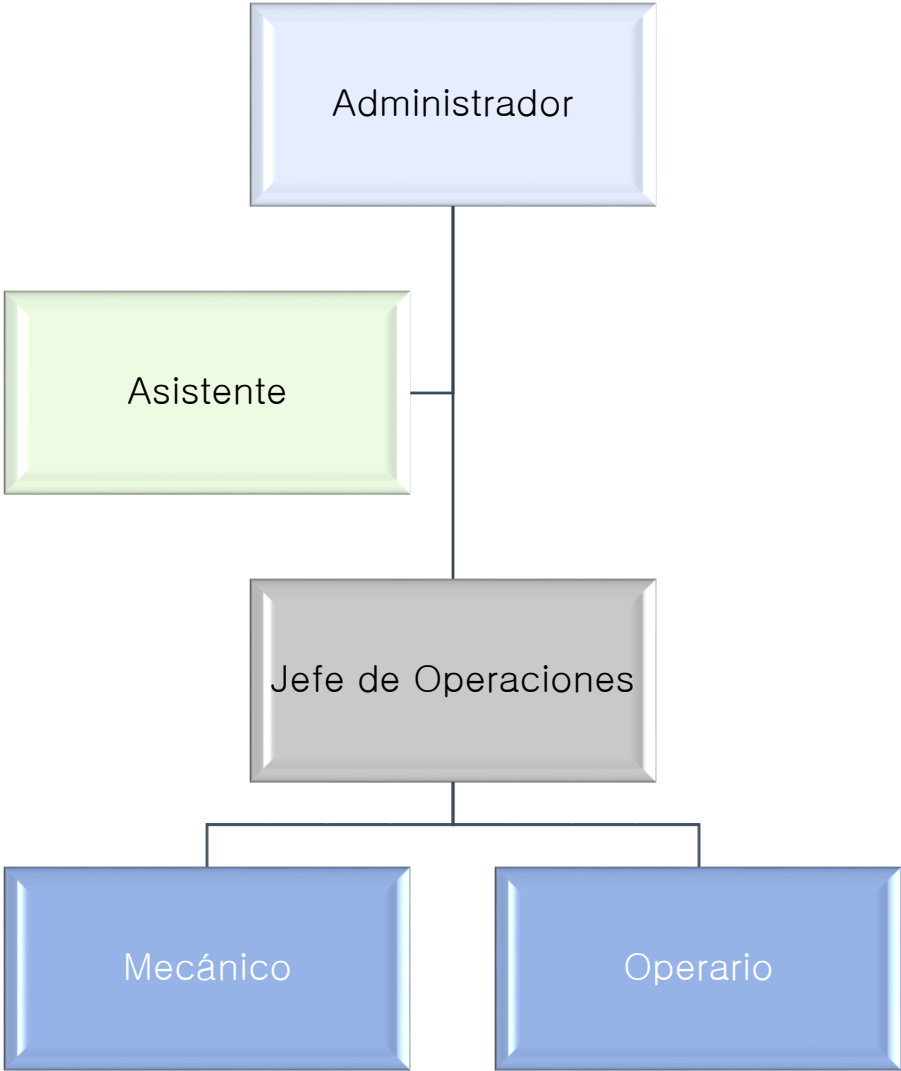 Administrador
Asistente
Jefe de Operaciones
Mecánico
Operario